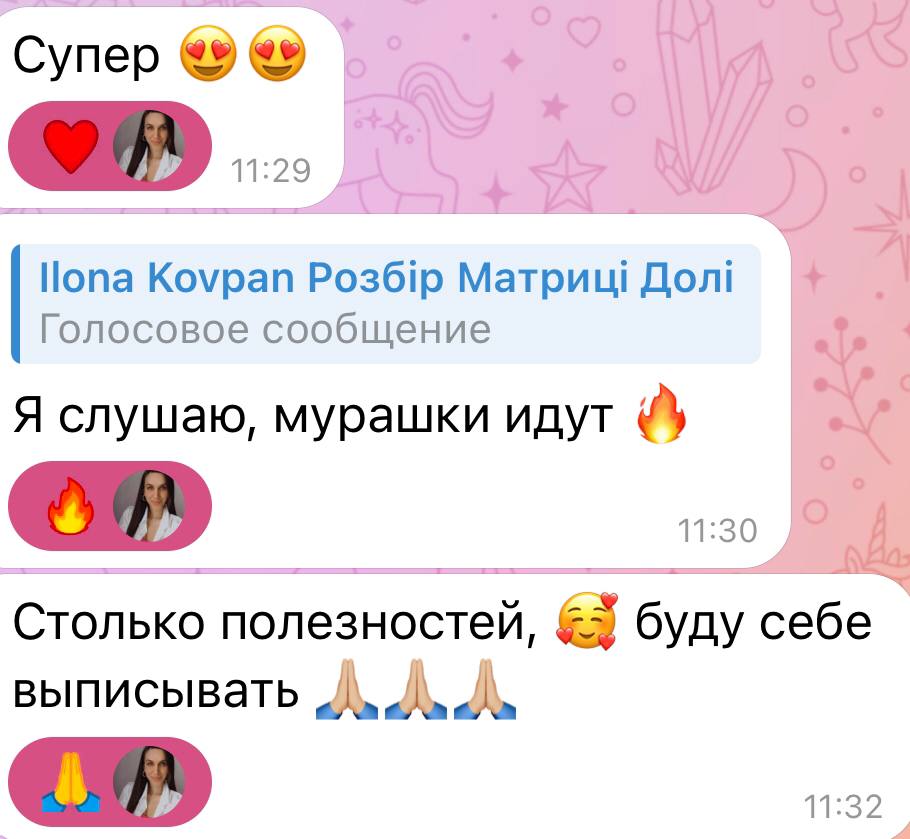 Супер 😍😍
❤️ 11:29
Ilona Kovpan Розбір Матриці Долі
Голосовое сообщение
Я слушаю, мурашки идут 🔥
🔥 11:30
Столько полезностей, 🥰 буду себе
выписывать 🙏🏼🙏🏼🙏🏼
🙏 11:32